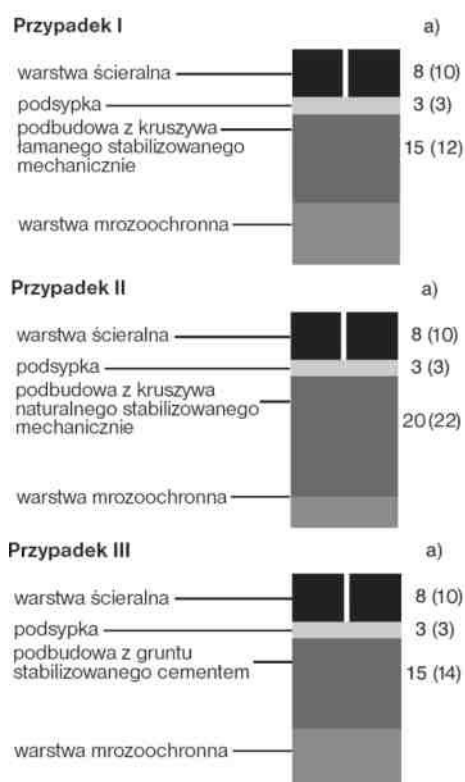 Przypadek I a)
warstwa ścieralna 8 (10)
podsypka 3 (3)
podbudowa z kruszywa
łamanego stabilizowanego 15 (12)
mechanicznie
warstwa mrozoochronna
Przypadek II a)
warstwa ścieralna 8 (10)
podsypka 3 (3)
podbudowa z kruszywa
naturalnego stabilizowanego
mechanicznie 20 (22)
warstwa mrozoochronna
Przypadek III a)
warstwa ścieralna 8 (10)
podsypka 3 (3)
podbudowa z gruntu
stabilizowanego cementem 15 (14)
warstwa mrozoochronna